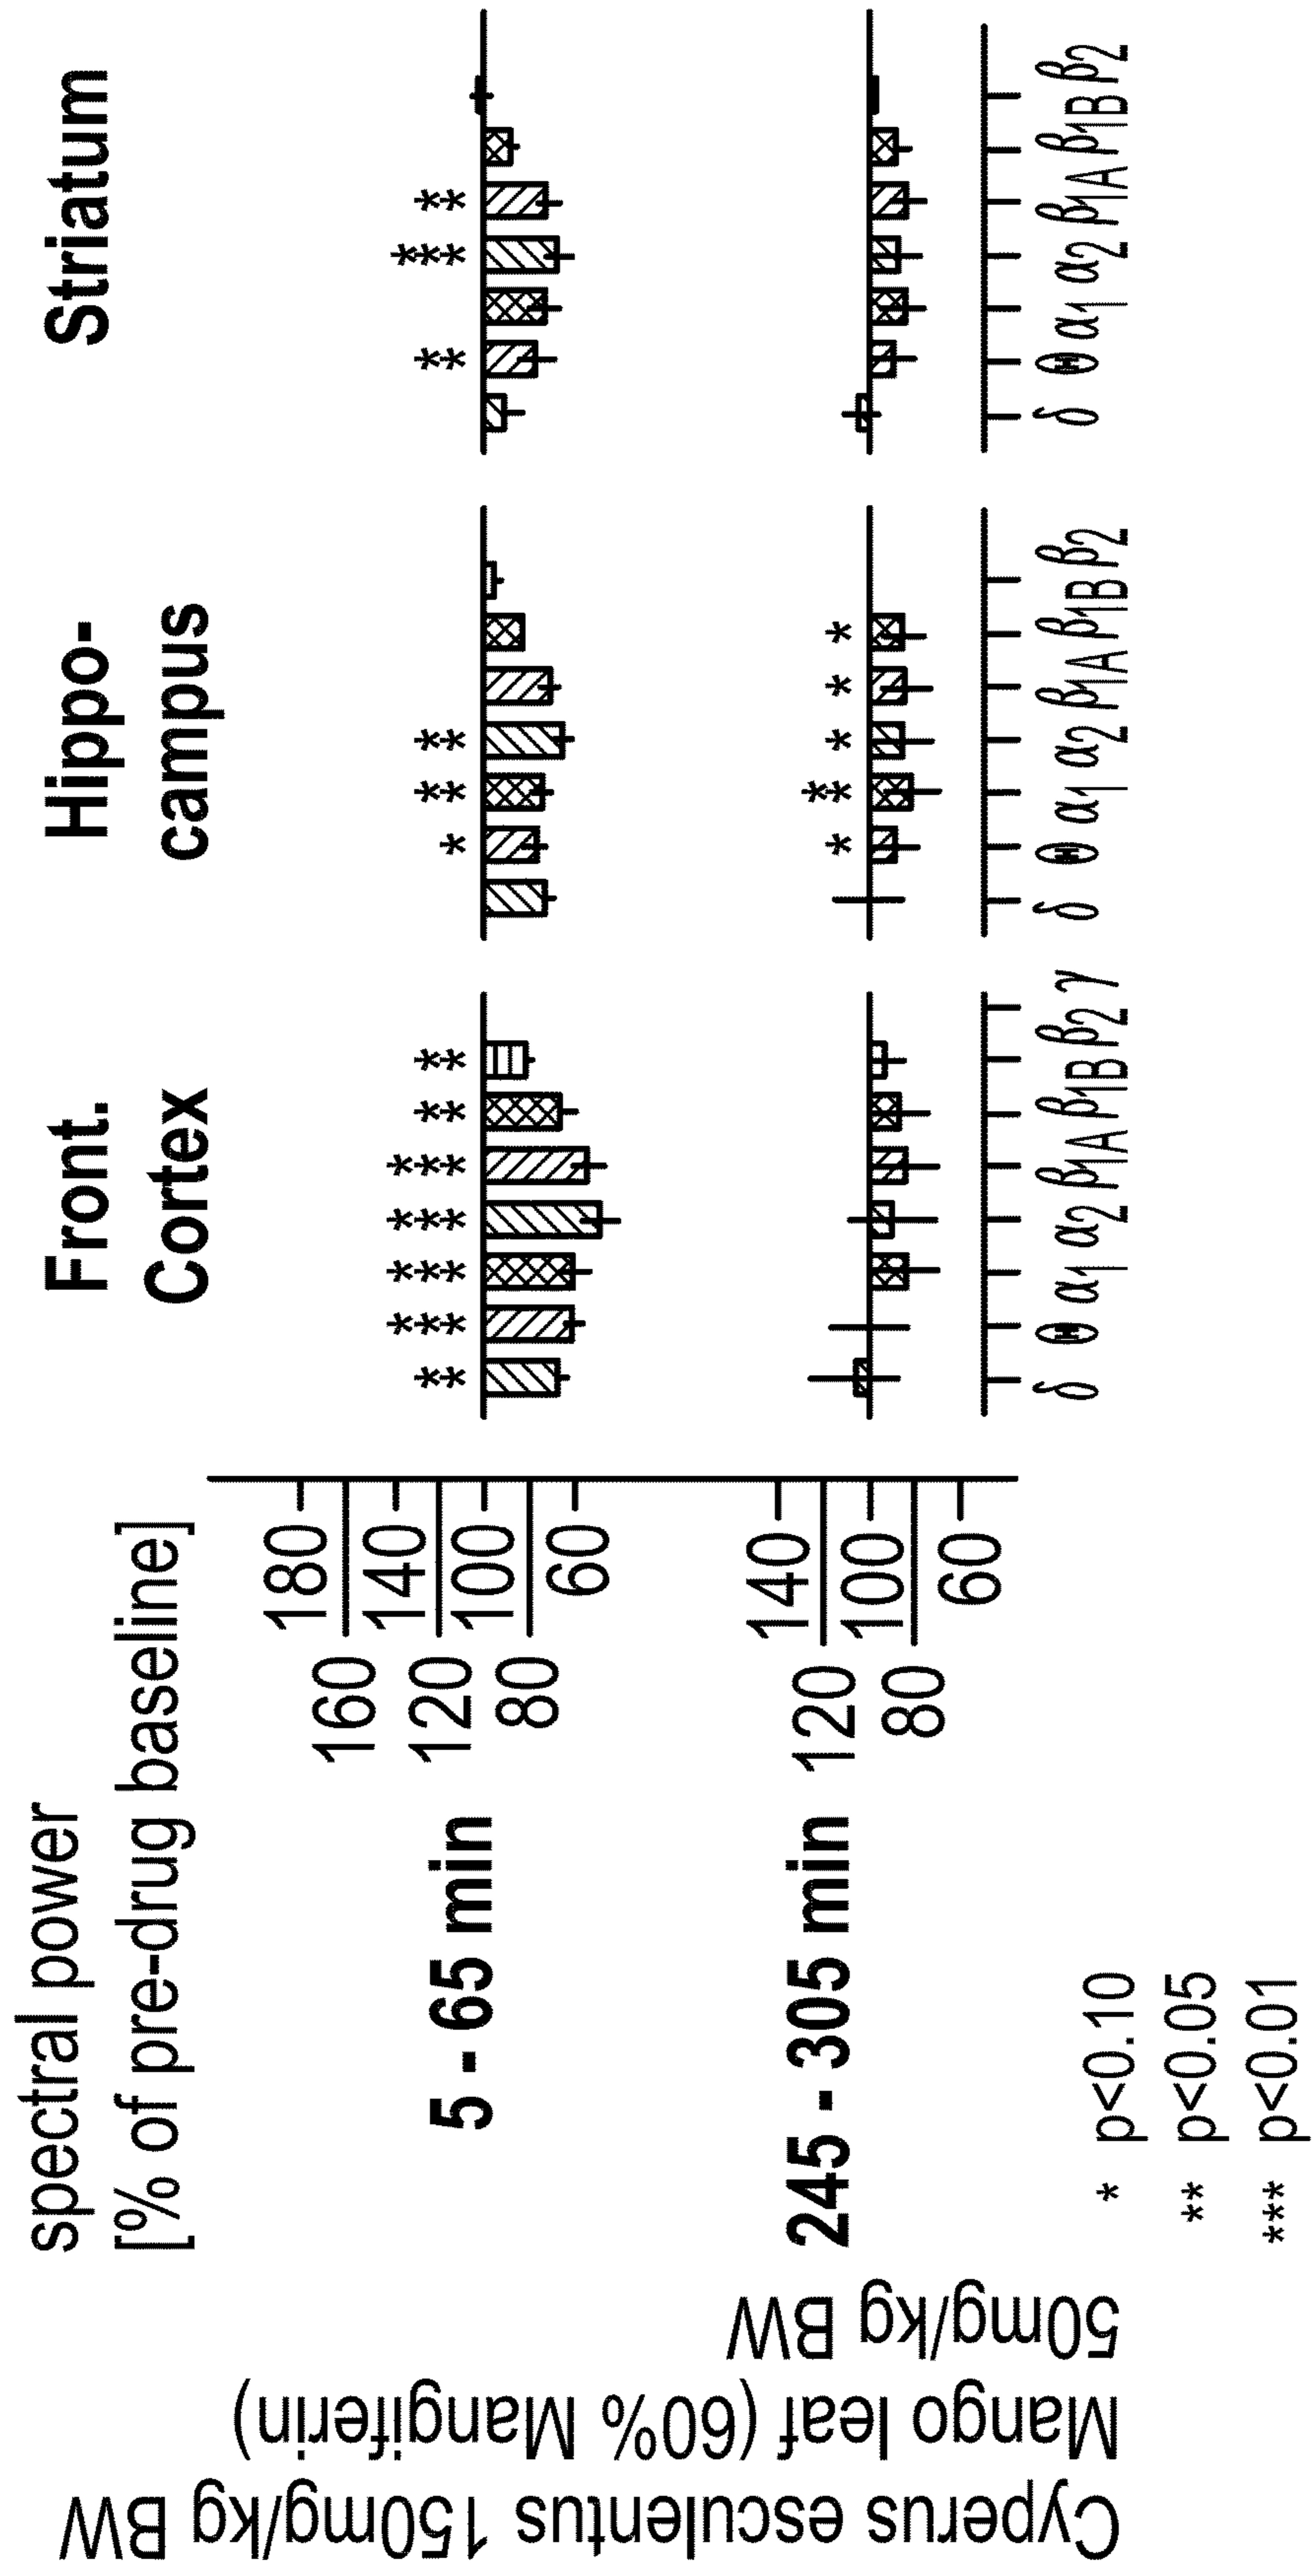 spectral power
[% of pre-drug baseline]
Front.
Cortex
Hippo-
campus
Striatum
180
160
140
120
100
80
60
5 - 65 min
** *** *** *** *** ** **
* ** **
** *** **
140
120
100
80
60
245 - 305 min
* ** * * *
δ Θ α1 α2 β1A β1B β2 γ
δ Θ α1 α2 β1A β1B β2
δ Θ α1 α2 β1A β1B β2
* p<0.10
** p<0.05
*** p<0.01
Cyperus esculentus 150mg/kg BW
Mango leaf (60% Mangiferin)
50mg/kg BW